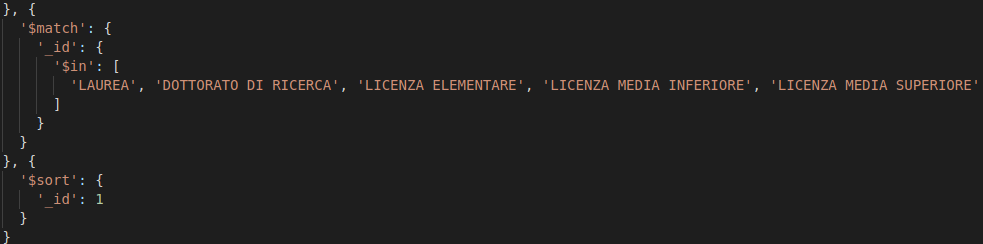 }, {
'$match': {
'_id': {
'$in': [
'LAUREA', 'DOTTORATO DI RICERCA', 'LICENZA ELEMENTARE', 'LICENZA MEDIA INFERIORE', 'LICENZA MEDIA SUPERIORE'
]
}
}
}, {
'$sort': {
'_id': 1
}
}